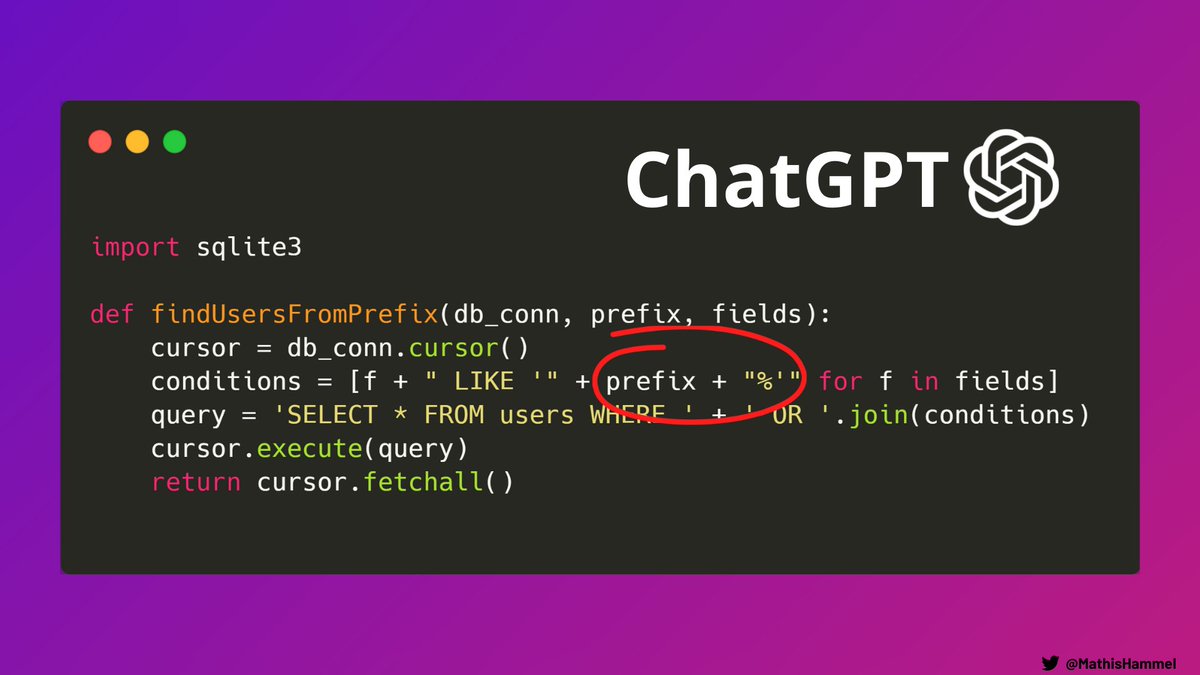 ChatGPT
import sqlite3
def findUsersFromPrefix(db_conn, prefix, fields):
    cursor = db_conn.cursor()
    conditions = [f + " LIKE '" + prefix + "%'" for f in fields]
    query = 'SELECT * FROM users WHERE ' + ' OR '.join(conditions)
    cursor.execute(query)
    return cursor.fetchall()
@MathisHammel